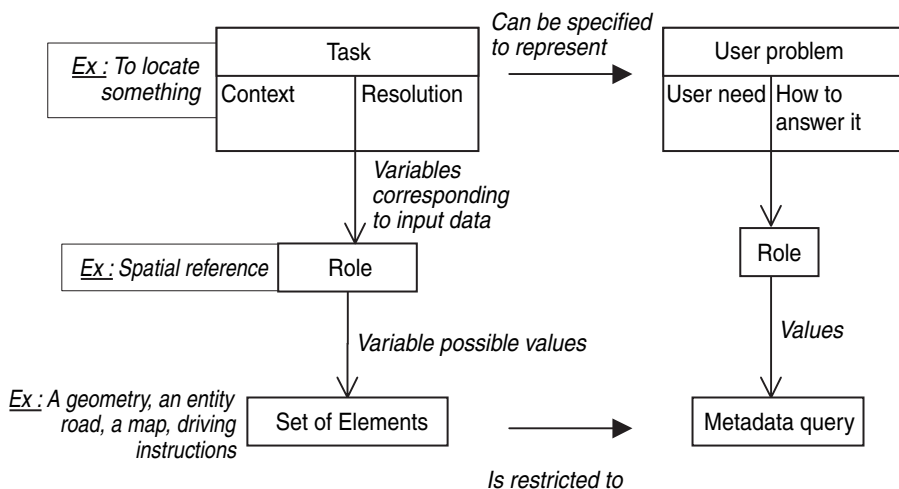 Ex : To locate
something
Task
Context
Resolution
Can be specified
to represent
User problem
User need
How to
answer it
Variables
corresponding
to input data
Ex : Spatial reference
Role
Role
Variable possible values
Values
Ex : A geometry, an entity
road, a map, driving
instructions
Set of Elements
Metadata query
Is restricted to